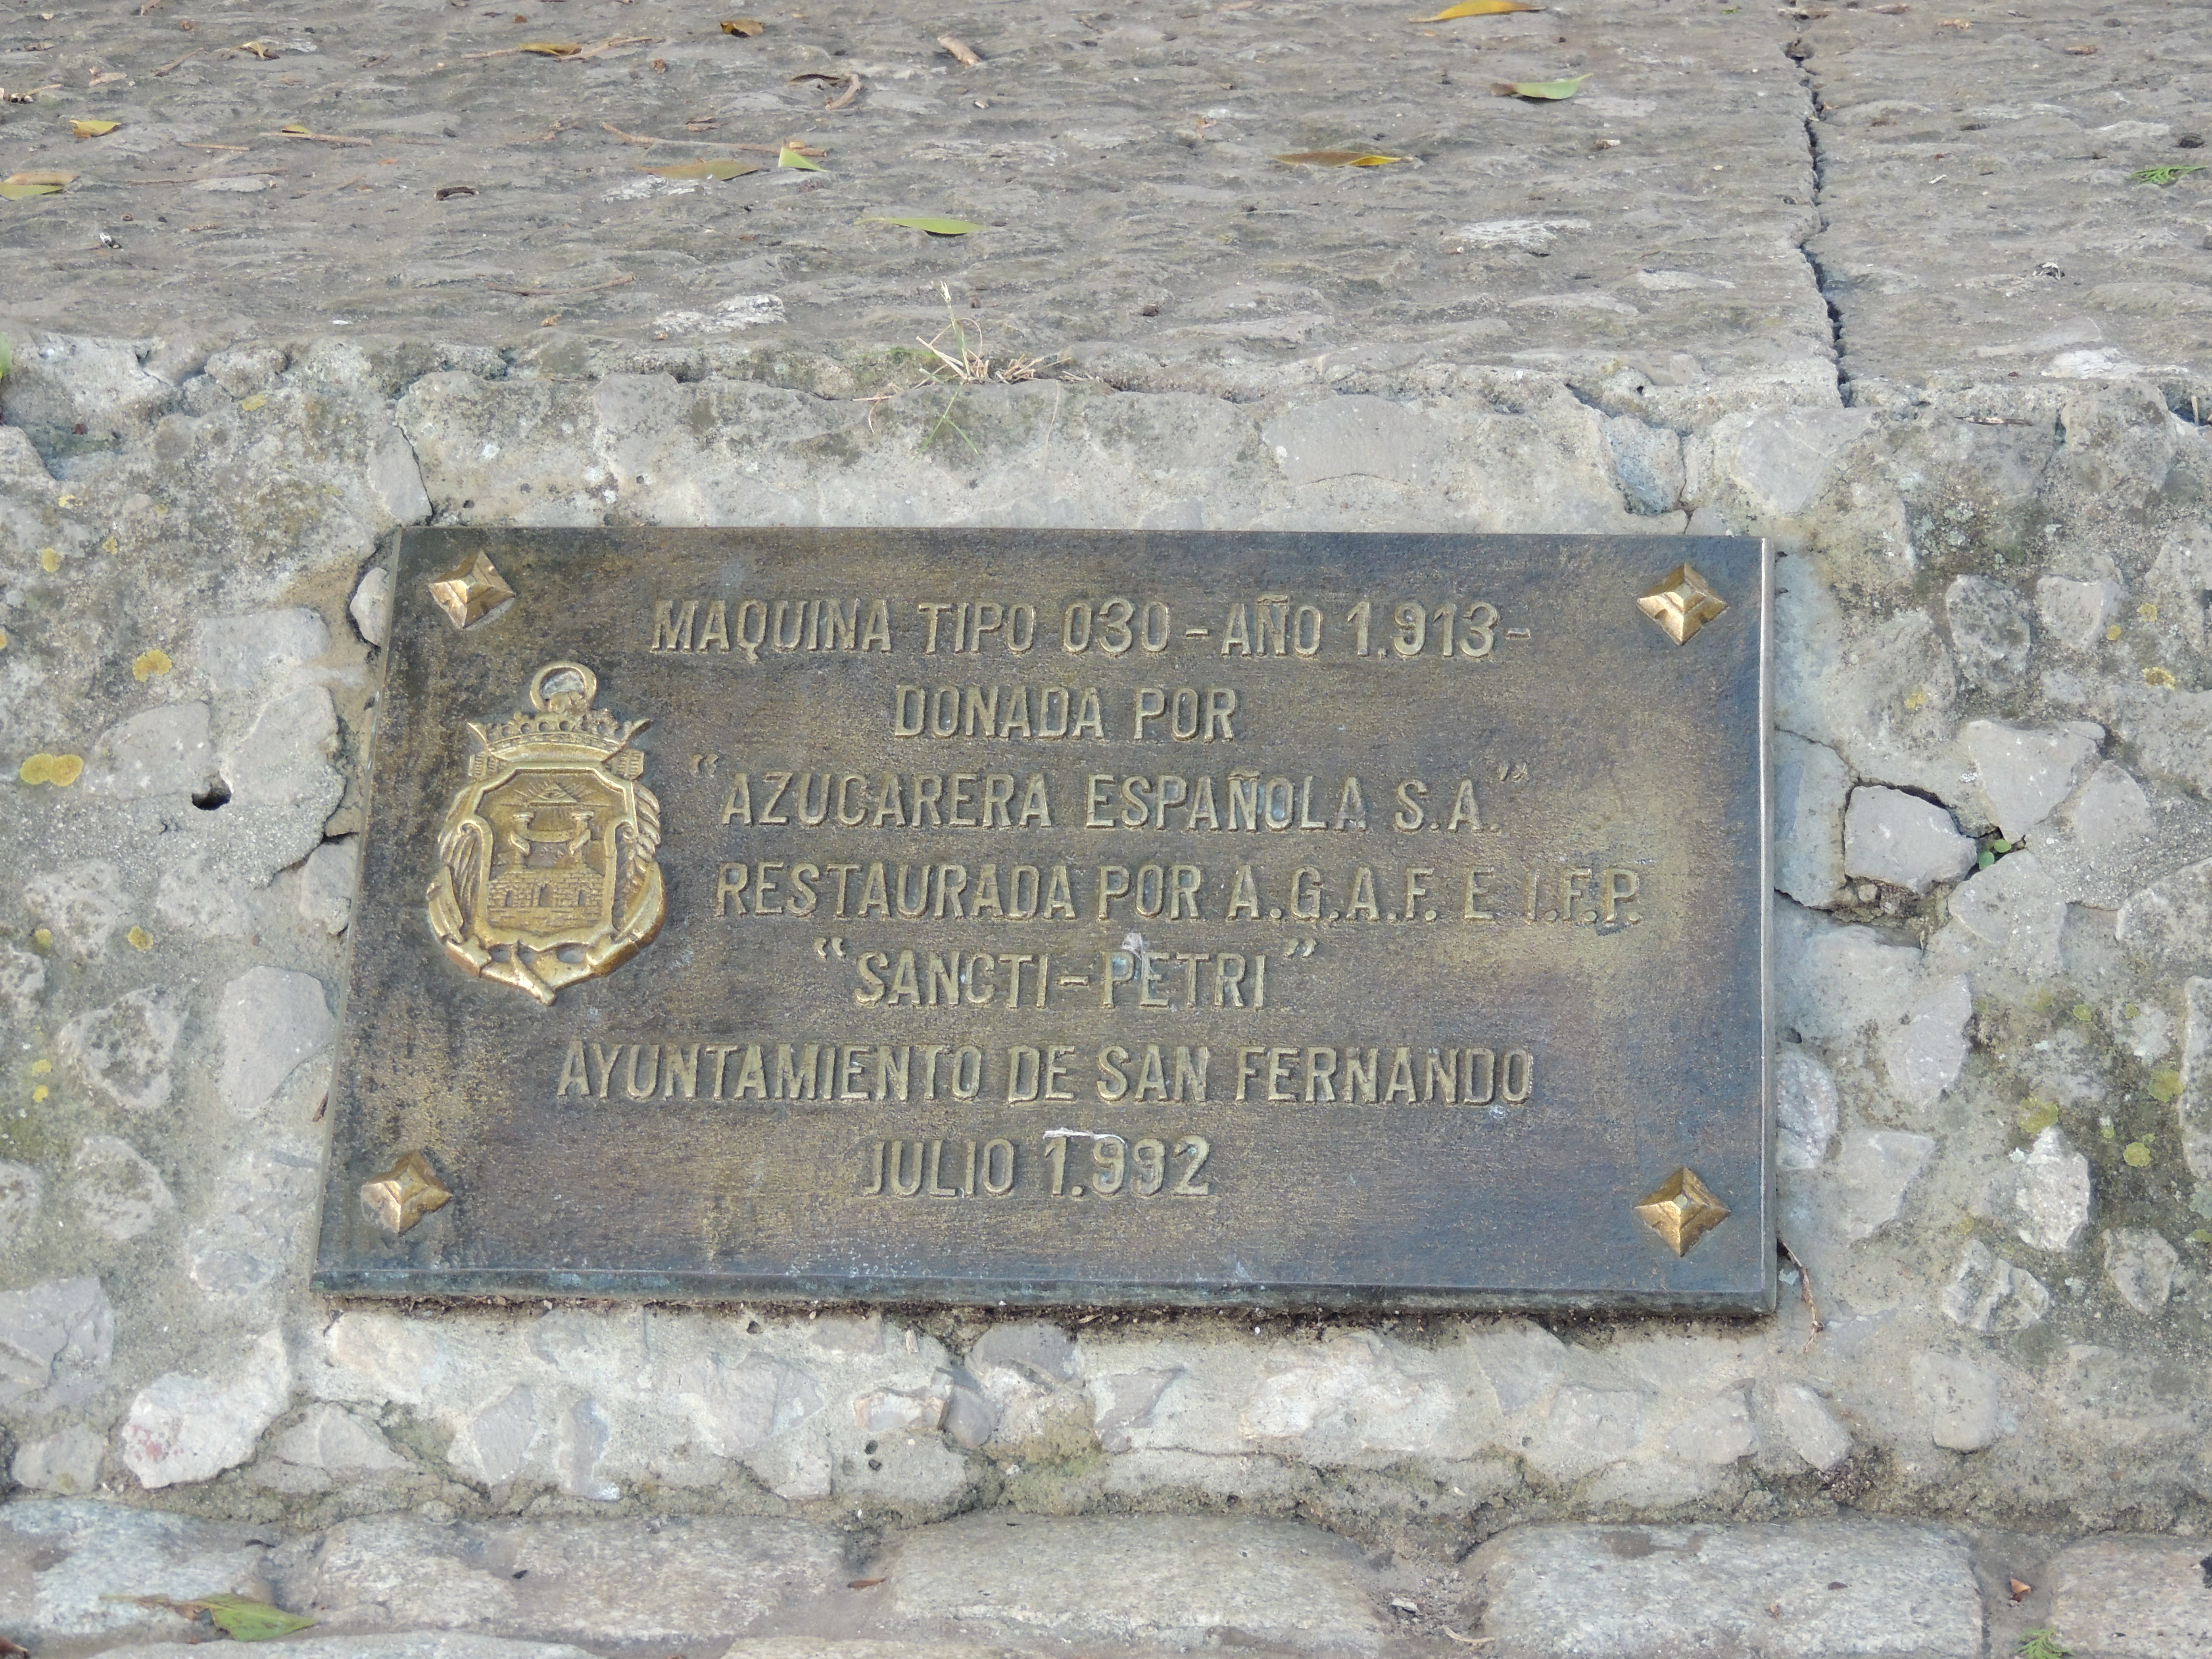 MAQUINA TIPO 030 - AÑO 1.913 -
DONADA POR
"AZUCARERA ESPAÑOLA S.A."
RESTAURADA POR A.G.A.F. E I.F.P.
"SANCTI-PETRI"
AYUNTAMIENTO DE SAN FERNANDO
JULIO 1.992